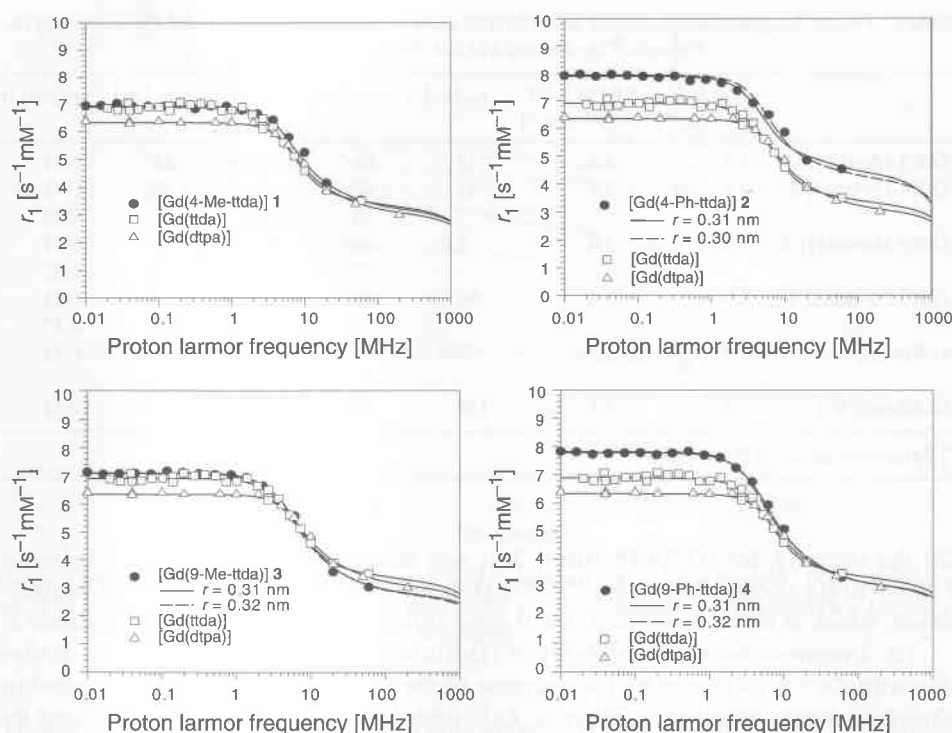 10
9
8
7
6
5
4
3
2
1
0
r₁ [s⁻¹mM⁻¹]
[Gd(4-Me-ttda)] 1
[Gd(ttda)]
[Gd(dtpa)]
0.01 0.1 1 10 100 1000
Proton larmor frequency [MHz]
10
9
8
7
6
5
4
3
2
1
0
r₁ [s⁻¹mM⁻¹]
[Gd(4-Ph-ttda)] 2
r = 0.31 nm
r = 0.30 nm
[Gd(ttda)]
[Gd(dtpa)]
0.01 0.1 1 10 100 1000
Proton larmor frequency [MHz]
10
9
8
7
6
5
4
3
2
1
0
r₁ [s⁻¹mM⁻¹]
[Gd(9-Me-ttda)] 3
r = 0.31 nm
r = 0.32 nm
[Gd(ttda)]
[Gd(dtpa)]
0.01 0.1 1 10 100 1000
Proton larmor frequency [MHz]
10
9
8
7
6
5
4
3
2
1
0
r₁ [s⁻¹mM⁻¹]
[Gd(9-Ph-ttda)] 4
r = 0.31 nm
r = 0.32 nm
[Gd(ttda)]
[Gd(dtpa)]
0.01 0.1 1 10 100 1000
Proton larmor frequency [MHz]